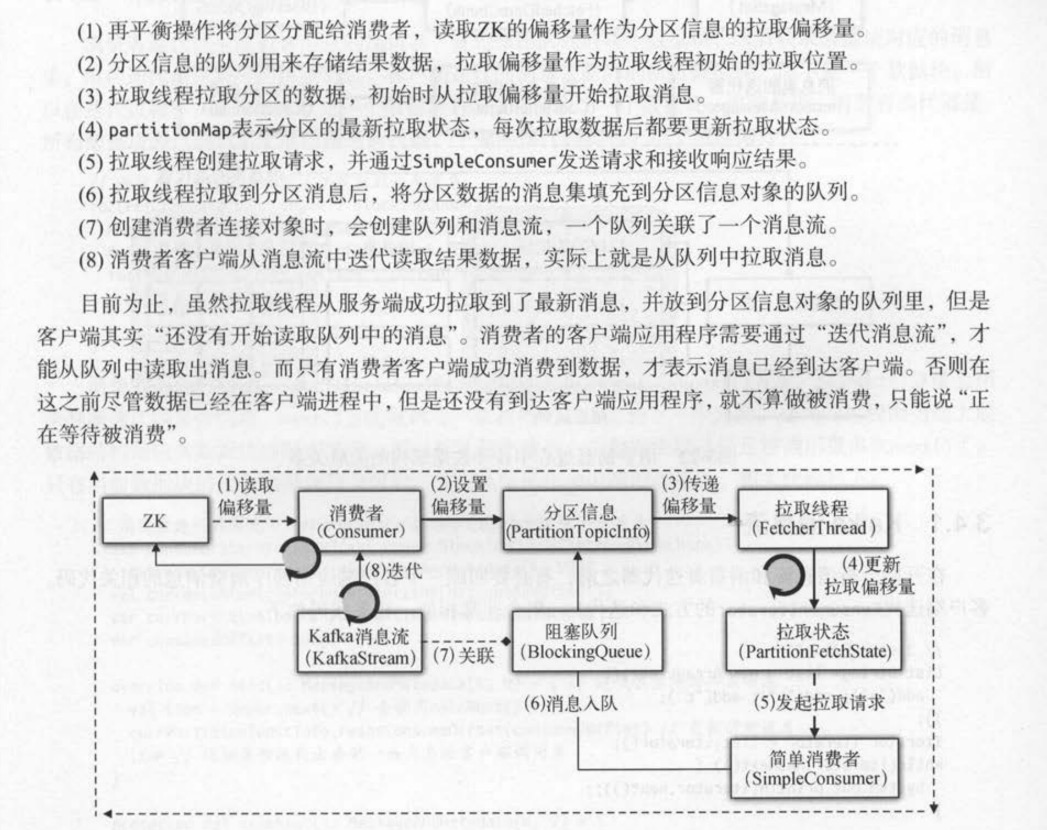 (1) 再平衡操作将分区分配给消费者，读取ZK的偏移量作为分区信息的拉取偏移量。
(2) 分区信息的队列用来存储结果数据，拉取偏移量作为拉取线程初始的拉取位置。
(3) 拉取线程拉取分区的数据，初始时从拉取偏移量开始拉取消息。
(4) partitionMap表示分区的最新拉取状态，每次拉取数据后都要更新拉取状态。
(5) 拉取线程创建拉取请求，并通过SimpleConsumer发送请求和接收响应结果。
(6) 拉取线程拉取到分区消息后，将分区数据的消息集填充到分区信息对象的队列。
(7) 创建消费者连接对象时，会创建队列和消息流，一个队列关联了一个消息流。
(8) 消费者客户端从消息流中迭代读取结果数据，实际上就是从队列中拉取消息。
目前为止，虽然拉取线程从服务端成功拉取到了最新消息，并放到分区信息对象的队列里，但是
客户端其实“还没有开始读取队列中的消息”。消费者的客户端应用程序需要通过“迭代消息流”，才
能从队列中读取出消息。而只有消费者客户端成功消费到数据，才表示消息已经到达客户端。否则在
这之前尽管数据已经在客户端进程中，但是还没有到达客户端应用程序，就不算做被消费，只能说“正
在等待被消费”。
ZK
(1)读取
偏移量
消费者
(Consumer)
(2)设置
偏移量
分区信息
(PartitionTopicInfo)
(3)传递
偏移量
拉取线程
(FetcherThread)
(8)迭代
(4)更新
拉取偏移量
Kafka消息流
(KafkaStream)
(7)关联
阻塞队列
(BlockingQueue)
拉取状态
(PartitionFetchState)
(6)消息入队
(5)发起拉取请求
简单消费者
(SimpleConsumer)